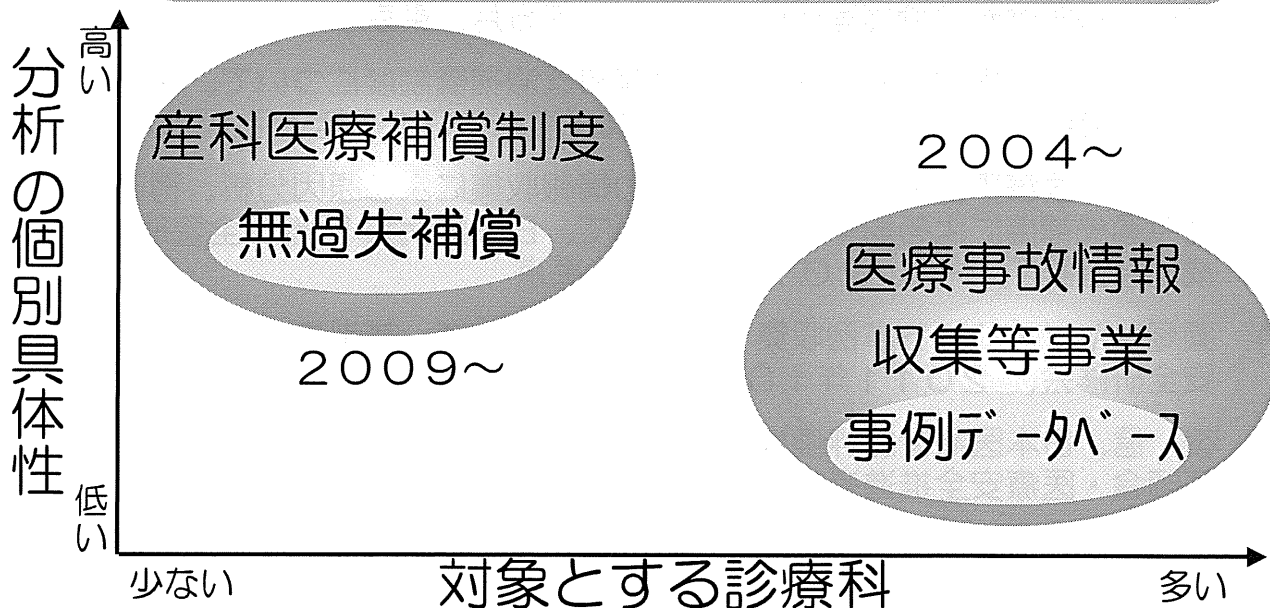 分析の個別具体性
高い
低い
産科医療補償制度
無過失補償
2009~
2004~
医療事故情報
収集等事業
事例データベース
少ない
対象とする診療科
多い